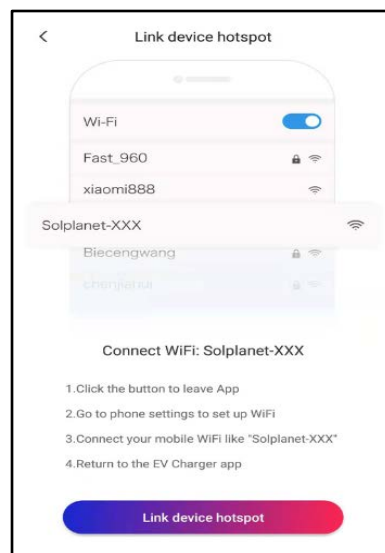 Link device hotspot
Wi-Fi
Fast_960
xiaomi888
Solplanet-XXX
Biecengwang
Connect WiFi: Solplanet-XXX
1.Click the button to leave App
2.Go to phone settings to set up WiFi
3.Connect your mobile WiFi like "Solplanet-XXX"
4.Return to the EV Charger app
Link device hotspot